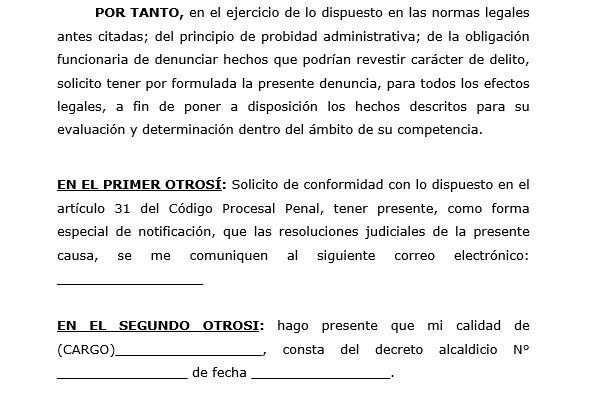 POR TANTO, en el ejercicio de lo dispuesto en las normas legales
antes citadas; del principio de probidad administrativa; de la obligación
funcionaria de denunciar hechos que podrían revestir carácter de delito,
solicito tener por formulada la presente denuncia, para todos los efectos
legales, a fin de poner a disposición los hechos descritos para su
evaluación y determinación dentro del ámbito de su competencia.
EN EL PRIMER OTROSÍ: Solicito de conformidad con lo dispuesto en el
artículo 31 del Código Procesal Penal, tener presente, como forma
especial de notificación, que las resoluciones judiciales de la presente
causa, se me comuniquen al siguiente correo electrónico:
__________________
EN EL SEGUNDO OTROSI: hago presente que mi calidad de
(CARGO)__________________, consta del decreto alcaldicio Nº
________________ de fecha _________________.